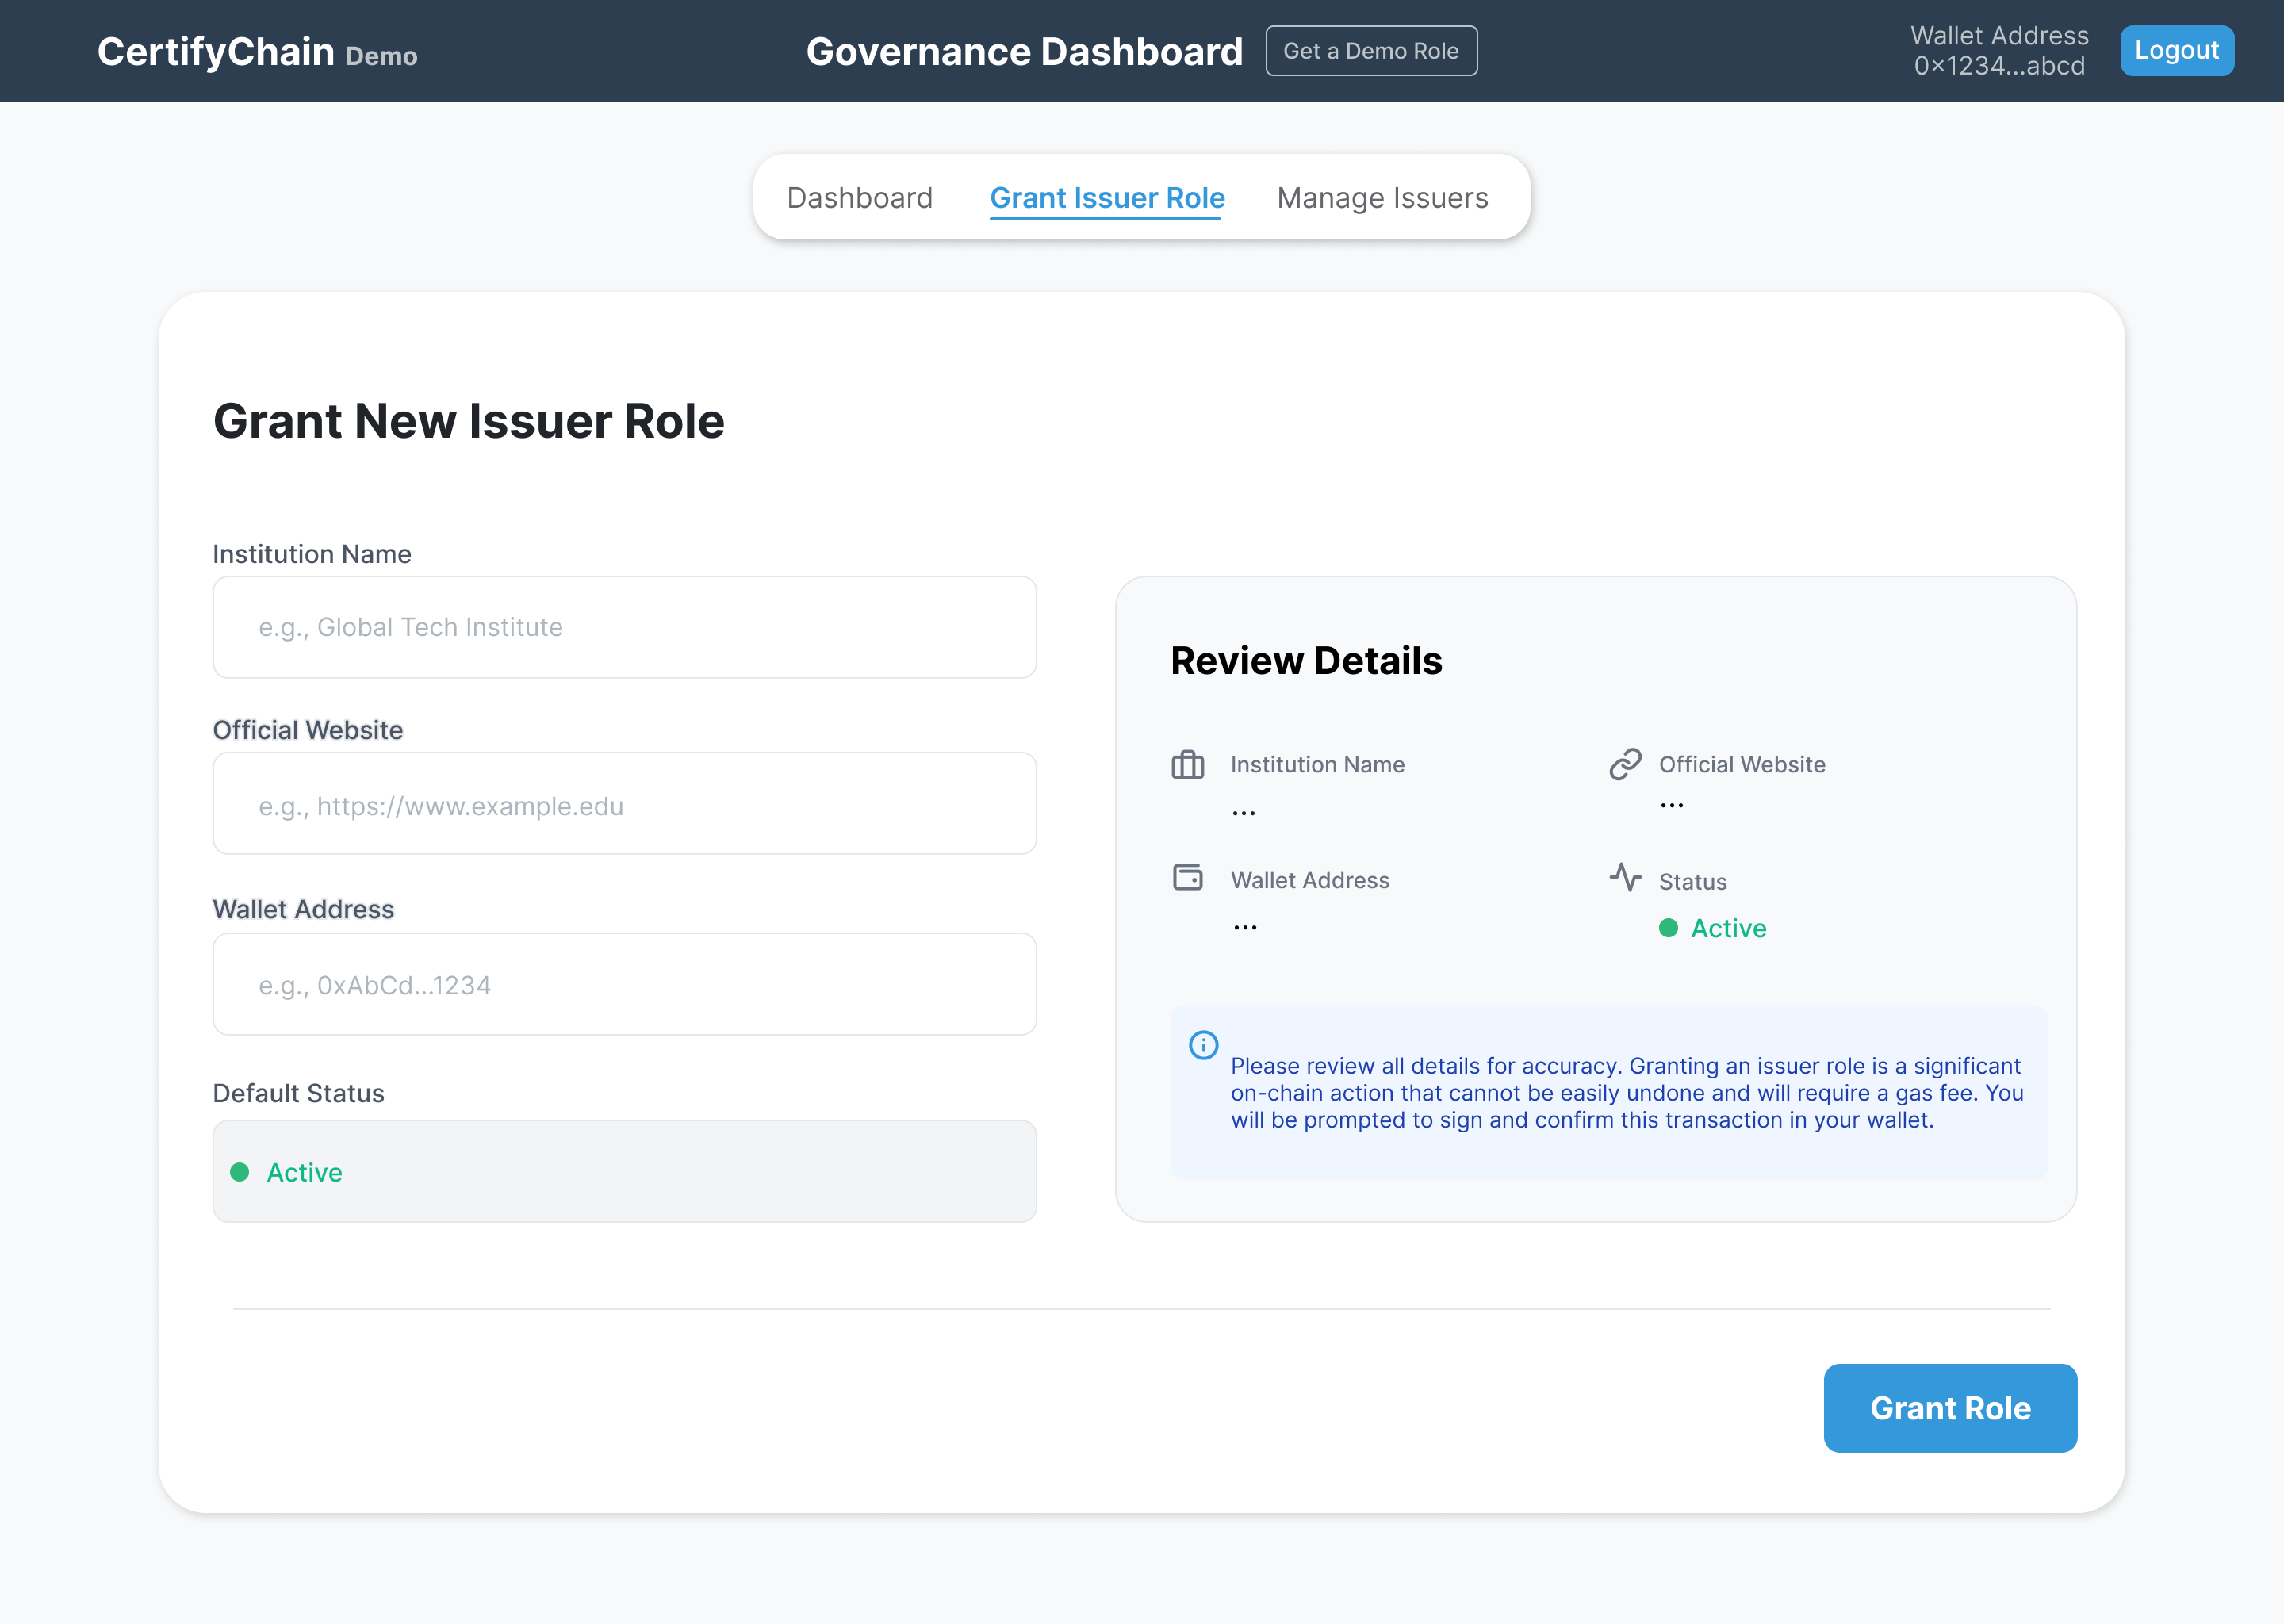 CertifyChain Demo
Governance Dashboard
Get a Demo Role
Wallet Address
0×1234...abcd
Logout
Dashboard
Grant Issuer Role
Manage Issuers
Grant New Issuer Role
Institution Name
e.g., Global Tech Institute
Official Website
e.g., https://www.example.edu
Wallet Address
e.g., 0xAbCd...1234
Default Status
Active
Review Details
Institution Name
...
Official Website
...
Wallet Address
...
Status
Active
Please review all details for accuracy. Granting an issuer role is a significant
on-chain action that cannot be easily undone and will require a gas fee. You
will be prompted to sign and confirm this transaction in your wallet.
Grant Role